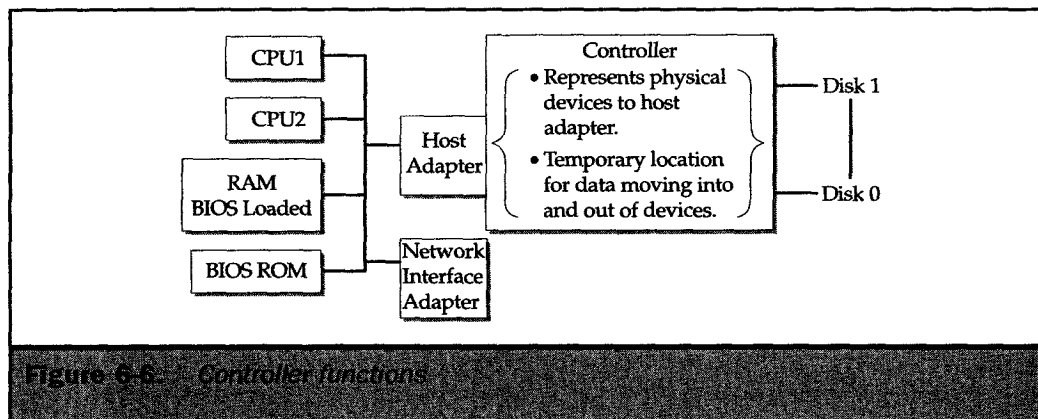 CPU1
CPU2
RAM
BIOS Loaded
BIOS ROM
Host
Adapter
Network
Interface
Adapter
Controller
• Represents physical
devices to host
adapter.
• Temporary location
for data moving into
and out of devices.
Disk 1
Disk 0
Figure 6-6. Controller functions